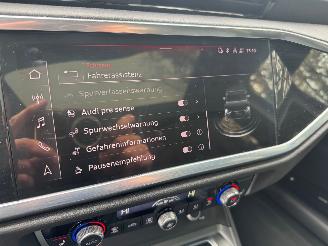 Fahrerassistenz
Spurverlassenswarnung
Audi pre sense
Spurwechselwarnung
Gefahreninformationen
Pausenempfehlung